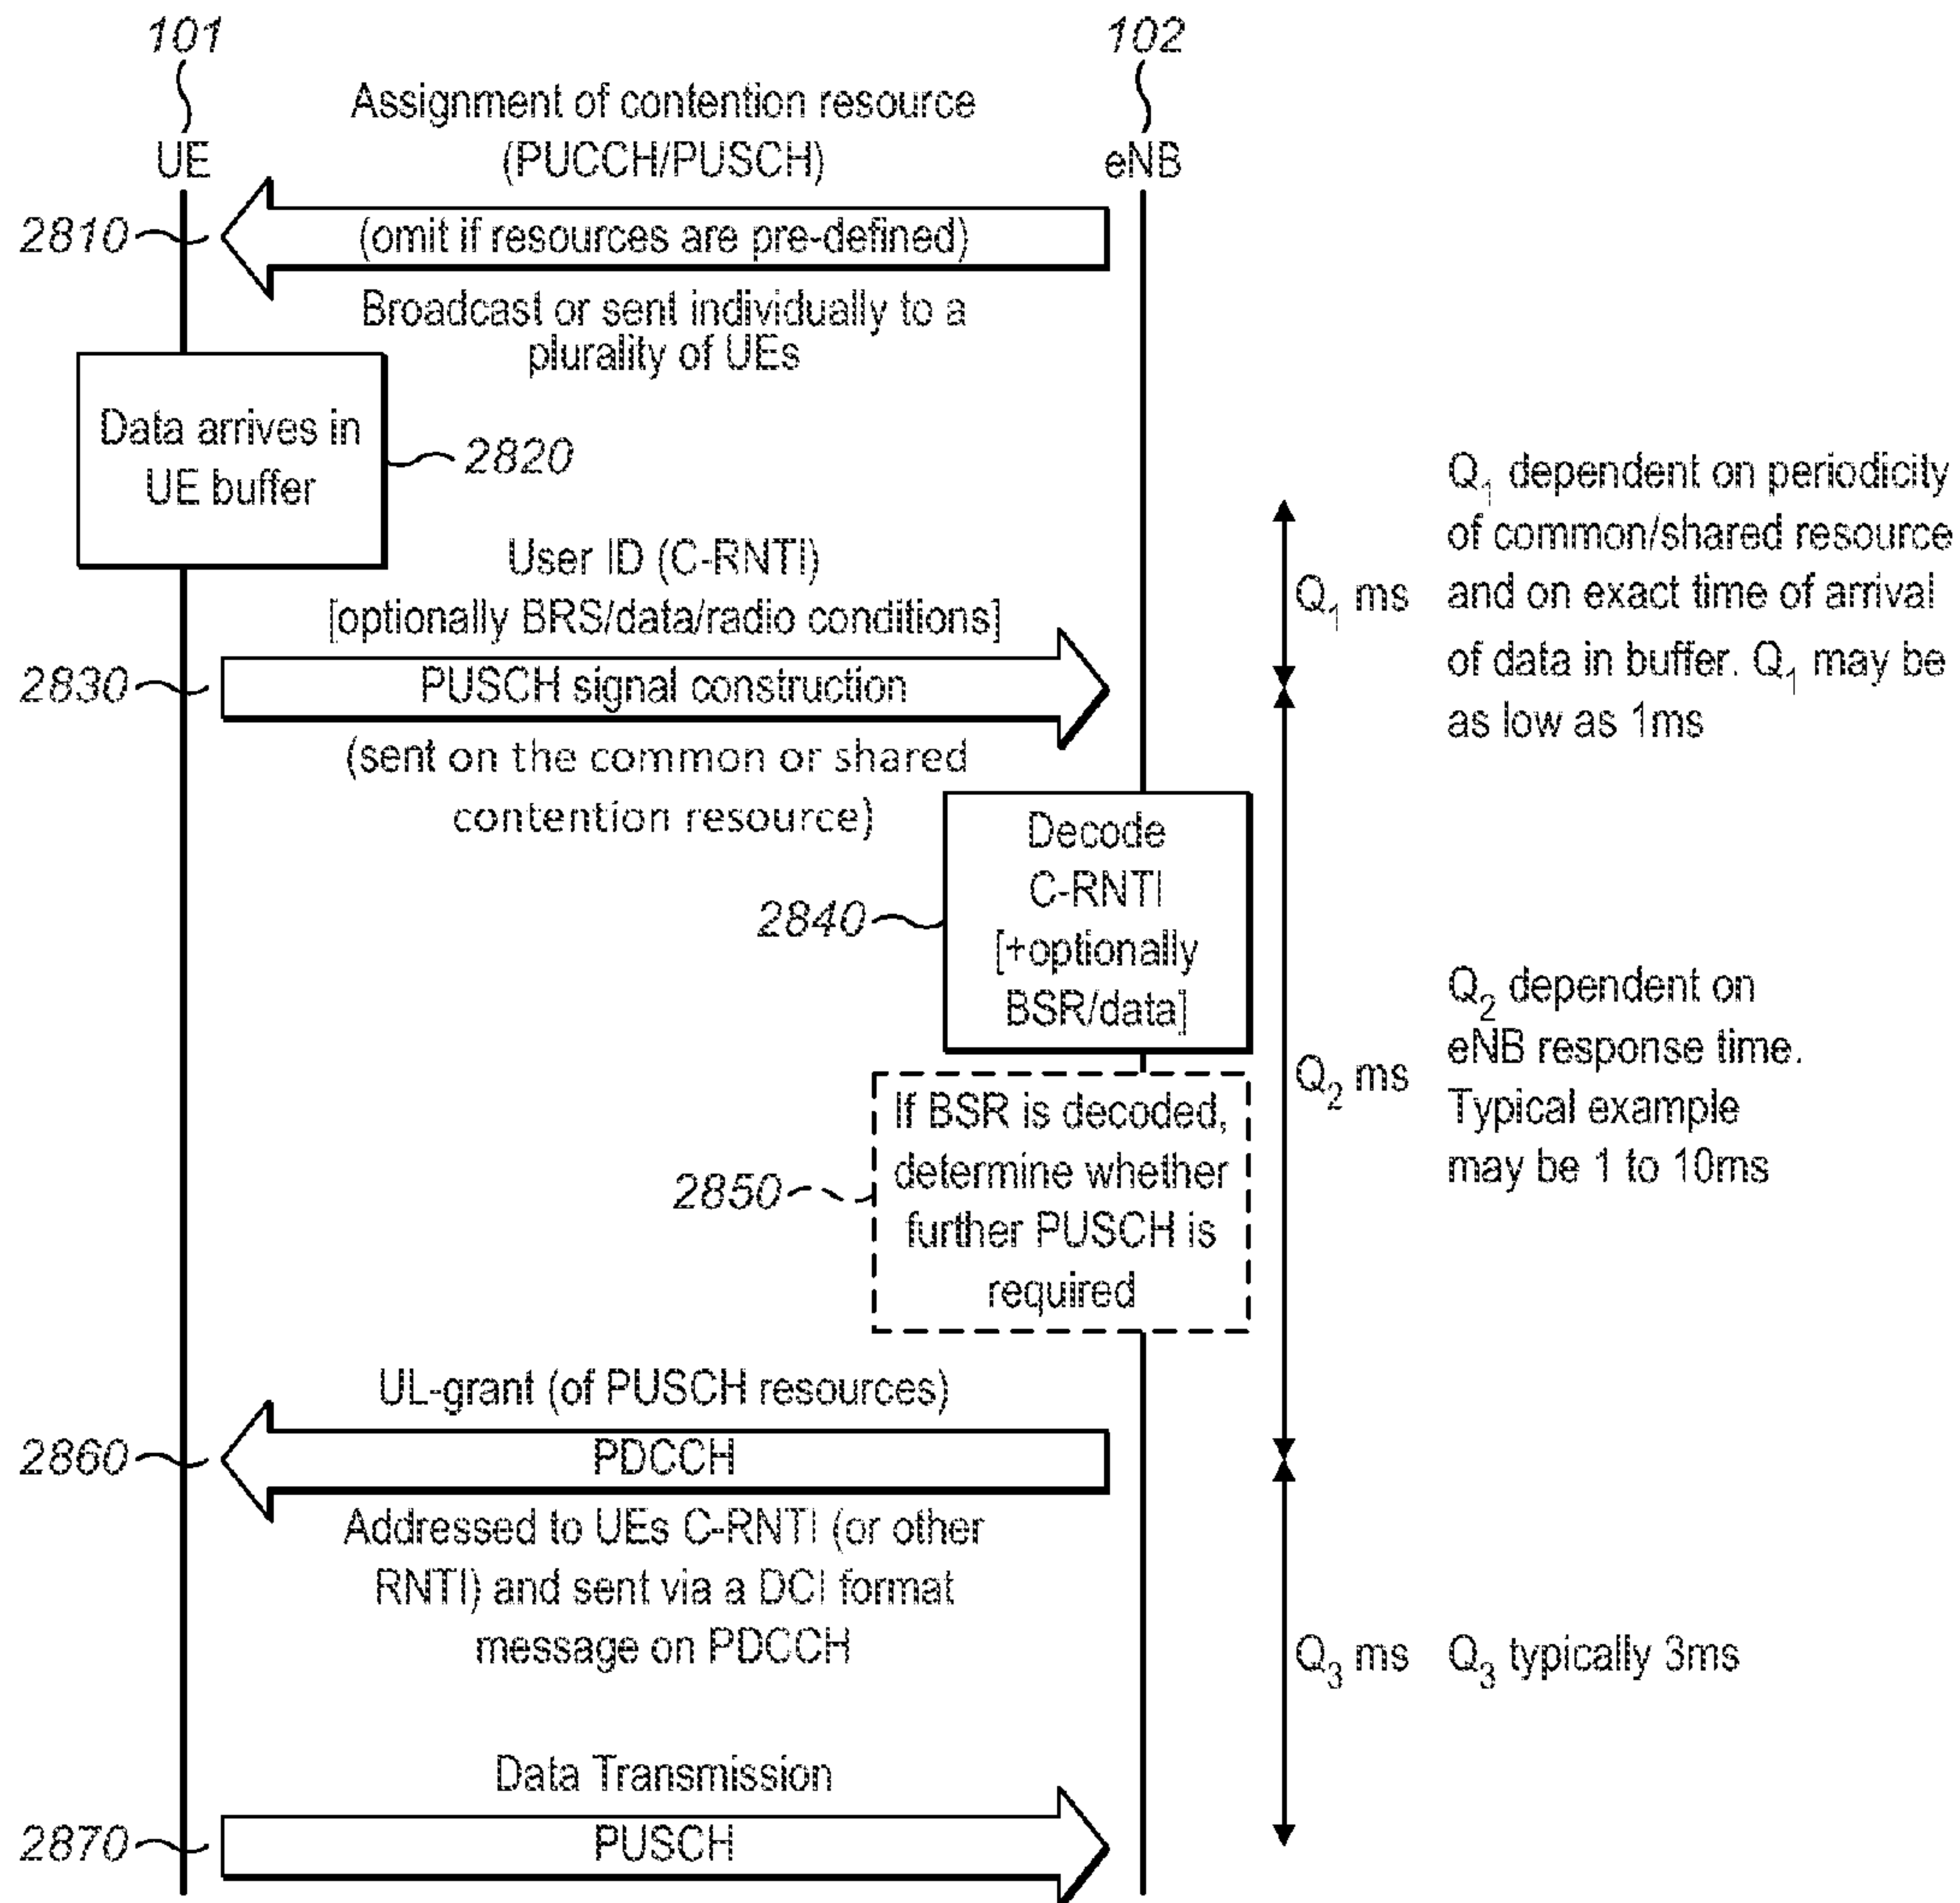 101
102
Assignment of contention resource
(PUCCH/PUSCH)
UE
eNB
2810
(omit if resources are pre-defined)
Broadcast or sent individually to a
plurality of UEs
Data arrives in
UE buffer
2820
User ID (C-RNTI)
[optionally BRS/data/radio conditions]
2830
PUSCH signal construction
(sent on the common or shared
contention resource)
Q1 ms
Q1 dependent on periodicity
of common/shared resource
and on exact time of arrival
of data in buffer. Q1 may be
as low as 1ms
Decode
C-RNTI
[+optionally
BSR/data]
2840
If BSR is decoded,
determine whether
further PUSCH is
required
2850
Q2 ms
Q2 dependent on
eNB response time.
Typical example
may be 1 to 10ms
UL-grant (of PUSCH resources)
2860
PDCCH
Addressed to UEs C-RNTI (or other
RNTI) and sent via a DCI format
message on PDCCH
Q3 ms
Q3 typically 3ms
Data Transmission
2870
PUSCH